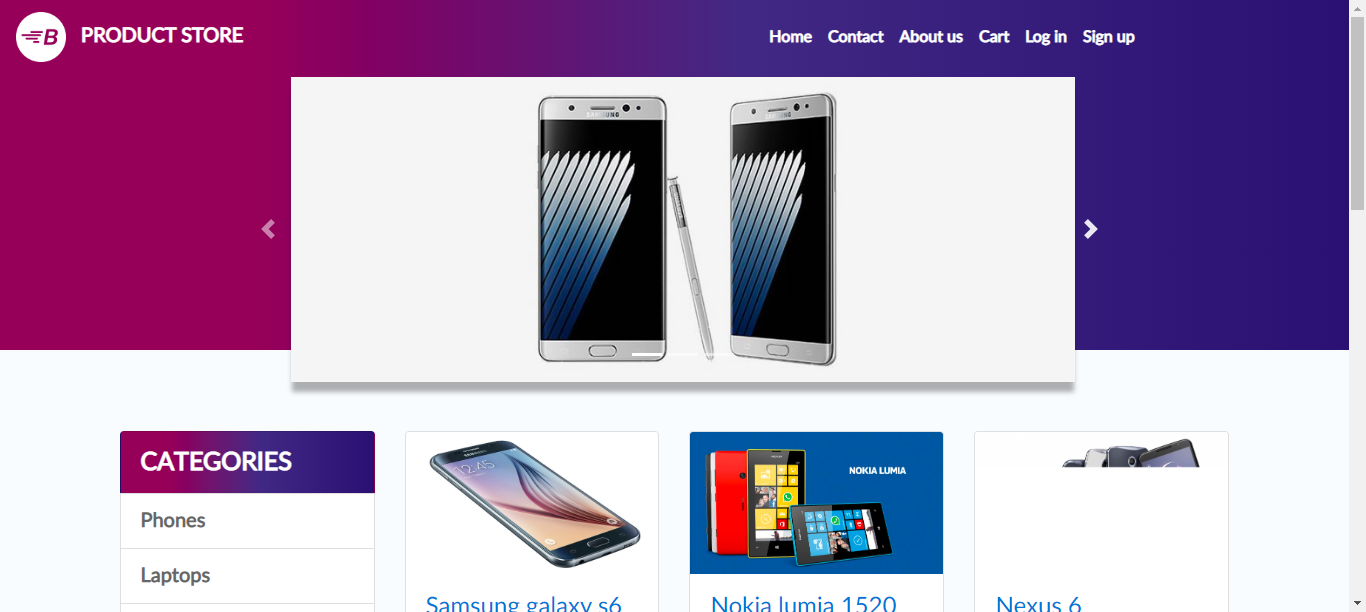 B PRODUCT STORE
Home Contact About us Cart Log in Sign up
SAMSUNG
SAMSUNG
CATEGORIES
Phones
Laptops
12:45
NOKIA LUMIA
Samsung galaxy s6
Nokia lumia 1520
Nexus 6